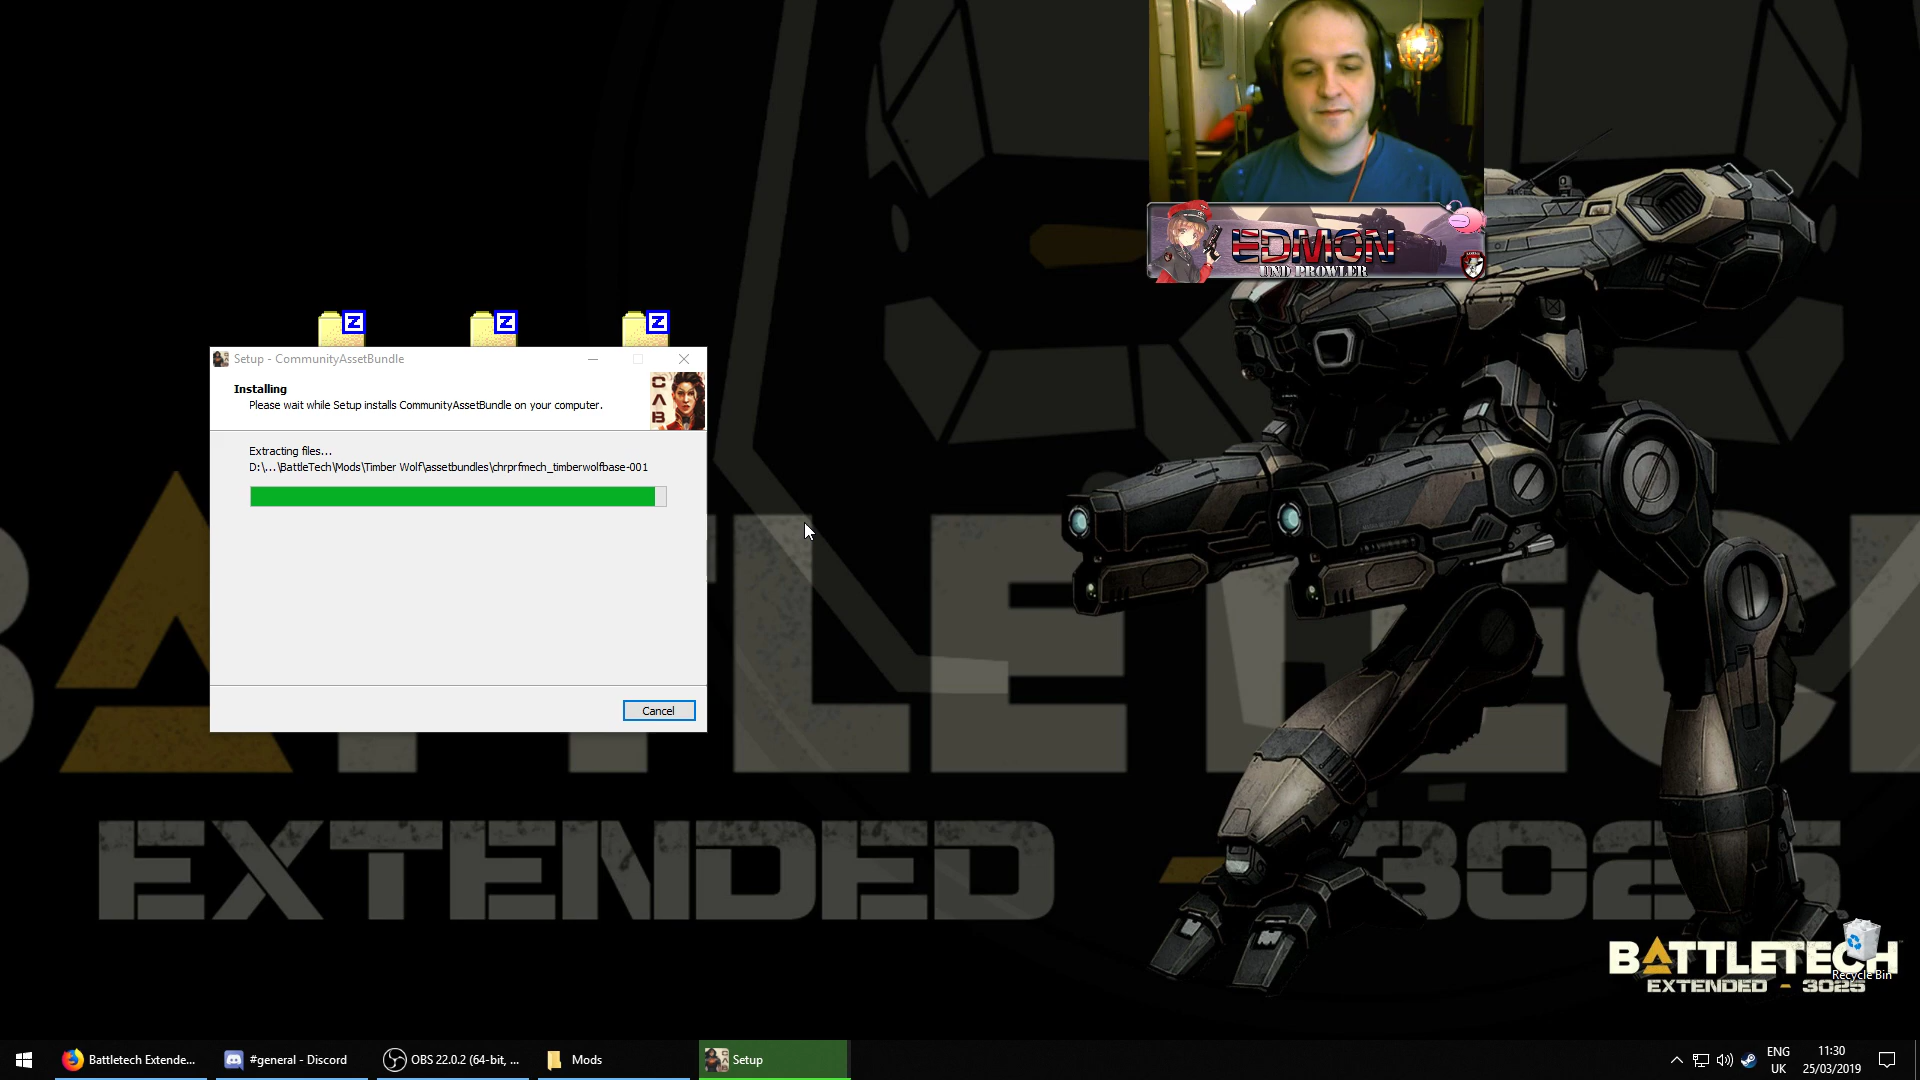 EDMON
UND PROWLER
Z
Z
Z
Setup - CommunityAssetBundle
Installing
Please wait while Setup installs CommunityAssetBundle on your computer.
CAB
Extracting files...
D:\...\BattleTech\Mods\Timber Wolf\assetbundles\chrprfmech_timberwolfbase-001
Cancel
BATTLETECH
EXTENDED - 3025
BATTLETECH
EXTENDED - 3025
Recycle Bin
Battletech Extende...
#general - Discord
OBS 22.0.2 (64-bit, ...
Mods
Setup
ENG
UK
11:30
25/03/2019